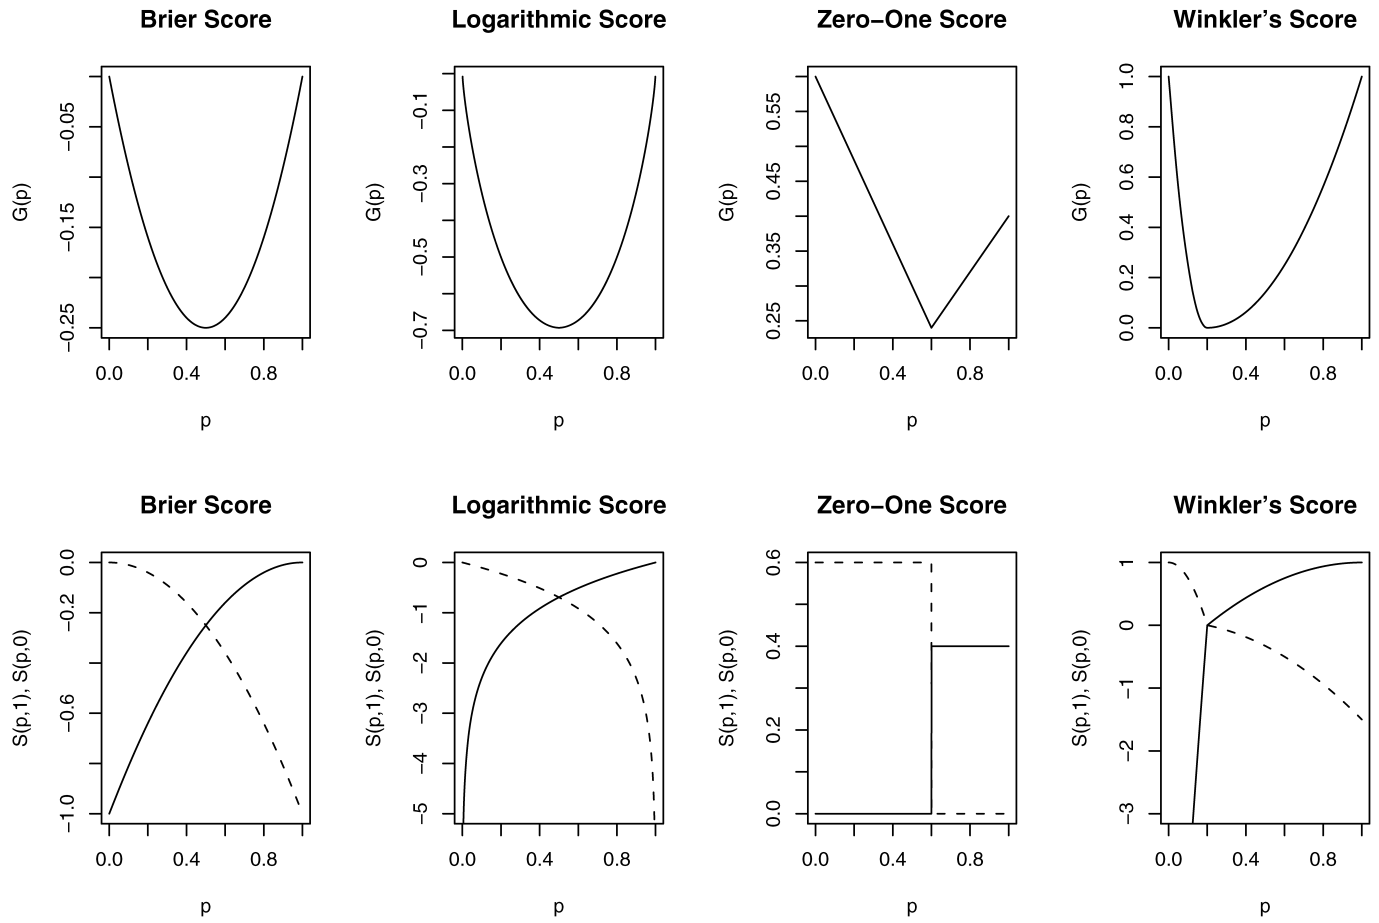 Brier Score
G(p)
−0.05
−0.15
−0.25
0.0 0.4 0.8
p
Logarithmic Score
G(p)
−0.1
−0.3
−0.5
−0.7
0.0 0.4 0.8
p
Zero−One Score
G(p)
0.55
0.45
0.35
0.25
0.0 0.4 0.8
p
Winkler’s Score
G(p)
1.0
0.8
0.6
0.4
0.2
0.0
0.0 0.4 0.8
p
Brier Score
S(p,1), S(p,0)
0.0
−0.2
−0.6
−1.0
0.0 0.4 0.8
p
Logarithmic Score
S(p,1), S(p,0)
0
−1
−2
−3
−4
−5
0.0 0.4 0.8
p
Zero−One Score
S(p,1), S(p,0)
0.6
0.4
0.2
0.0
0.0 0.4 0.8
p
Winkler’s Score
S(p,1), S(p,0)
1
0
−1
−2
−3
0.0 0.4 0.8
p